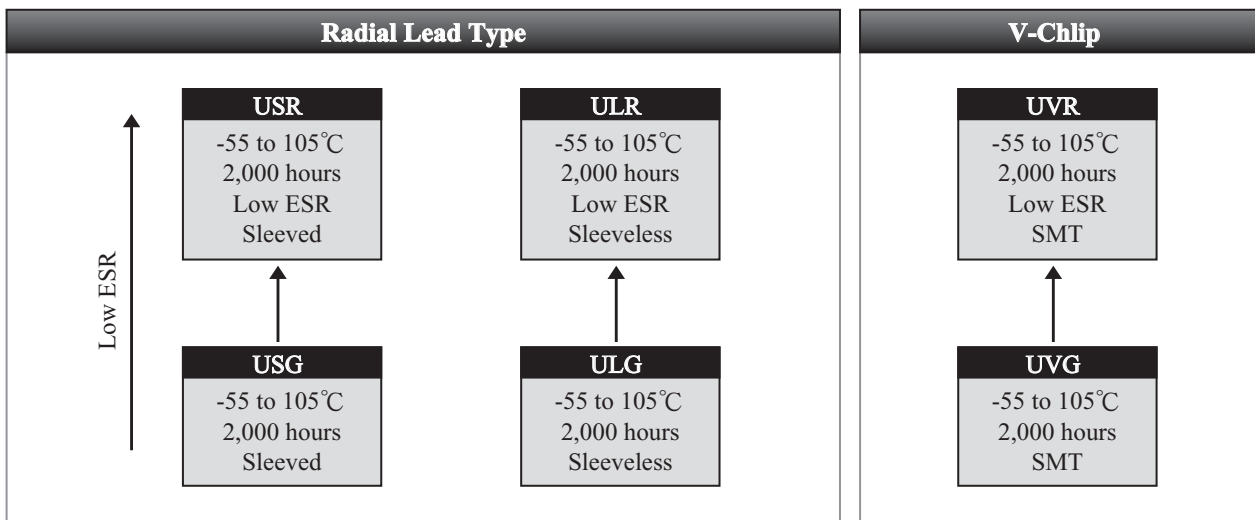 Radial Lead Type
V-Chlip
Low ESR
USR
-55 to 105℃
2,000 hours
Low ESR
Sleeved
ULR
-55 to 105℃
2,000 hours
Low ESR
Sleeveless
UVR
-55 to 105℃
2,000 hours
Low ESR
SMT
USG
-55 to 105℃
2,000 hours
Sleeved
ULG
-55 to 105℃
2,000 hours
Sleeveless
UVG
-55 to 105℃
2,000 hours
SMT